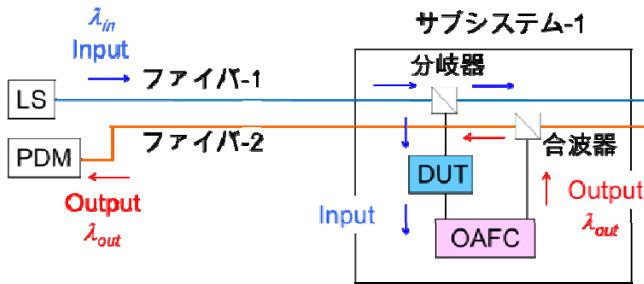 サブシステム-1
λin
Input
ファイバ-1
分岐器
LS
PDM
ファイバ-2
合波器
DUT
Output
λout
Input
Output
λout
OAFC